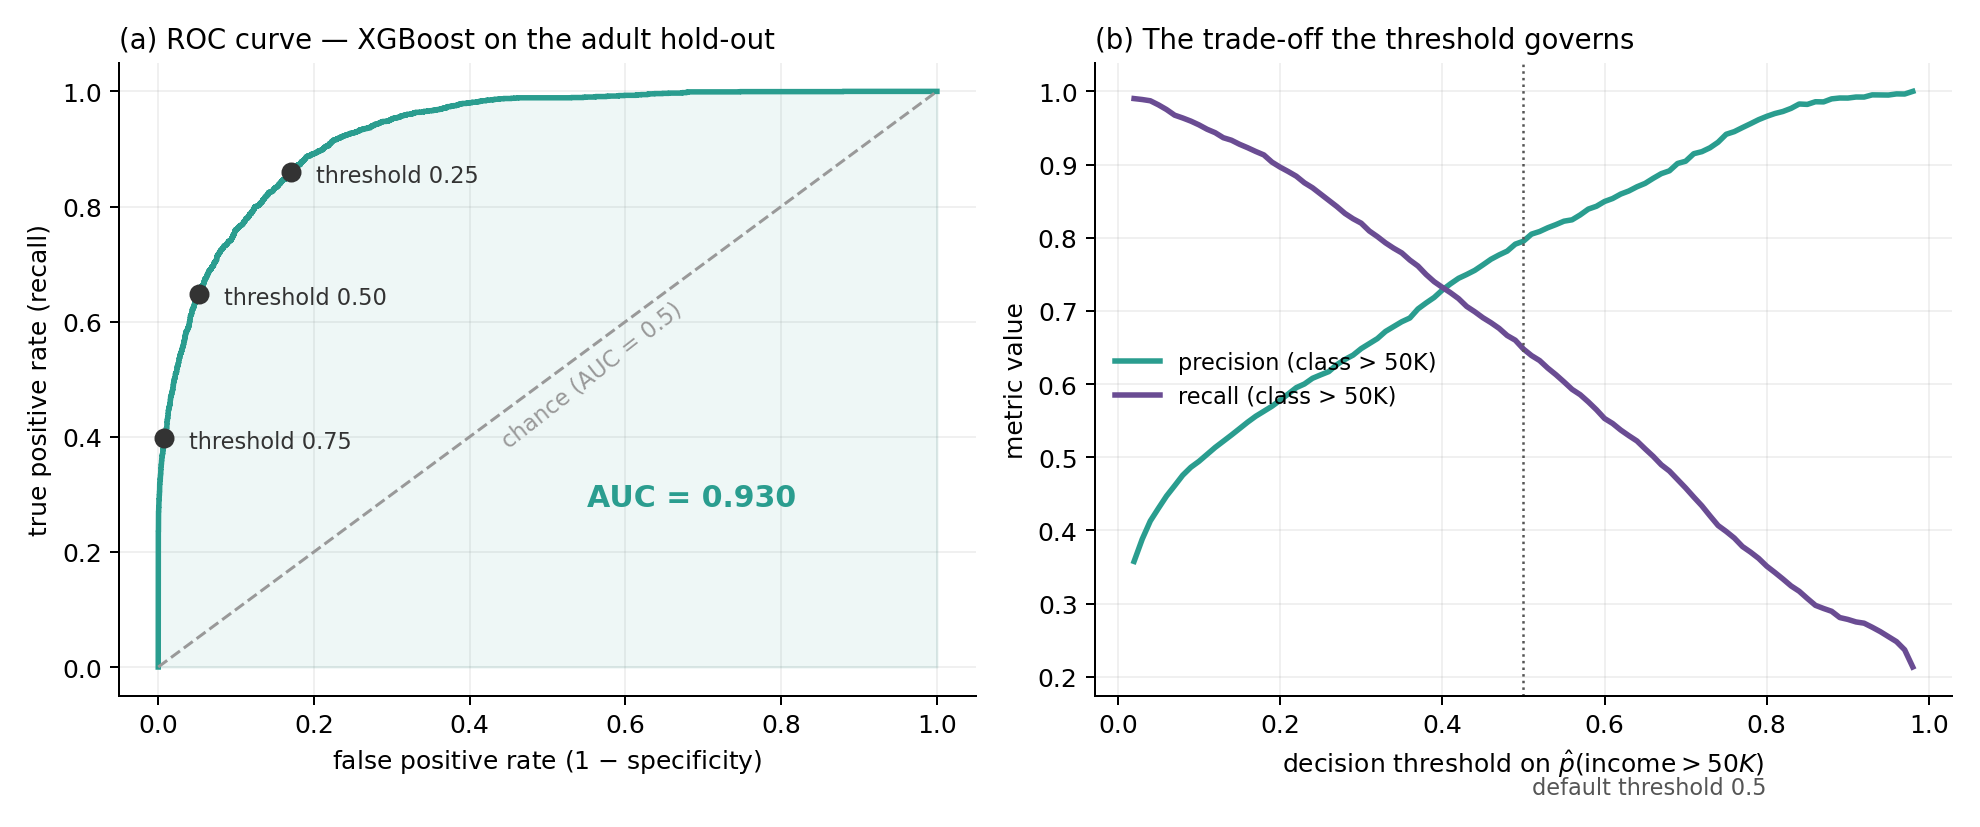 (a) ROC curve — XGBoost on the adult hold-out
true positive rate (recall)
1.0
0.8
0.6
0.4
0.2
0.0
threshold 0.25
threshold 0.50
threshold 0.75
chance (AUC = 0.5)
AUC = 0.930
0.0 0.2 0.4 0.6 0.8 1.0
false positive rate (1 − specificity)
(b) The trade-off the threshold governs
metric value
1.0
0.9
0.8
0.7
0.6
0.5
0.4
0.3
0.2
precision (class > 50K)
recall (class > 50K)
0.0 0.2 0.4 0.6 0.8 1.0
decision threshold on p̂(income > 50K)
default threshold 0.5